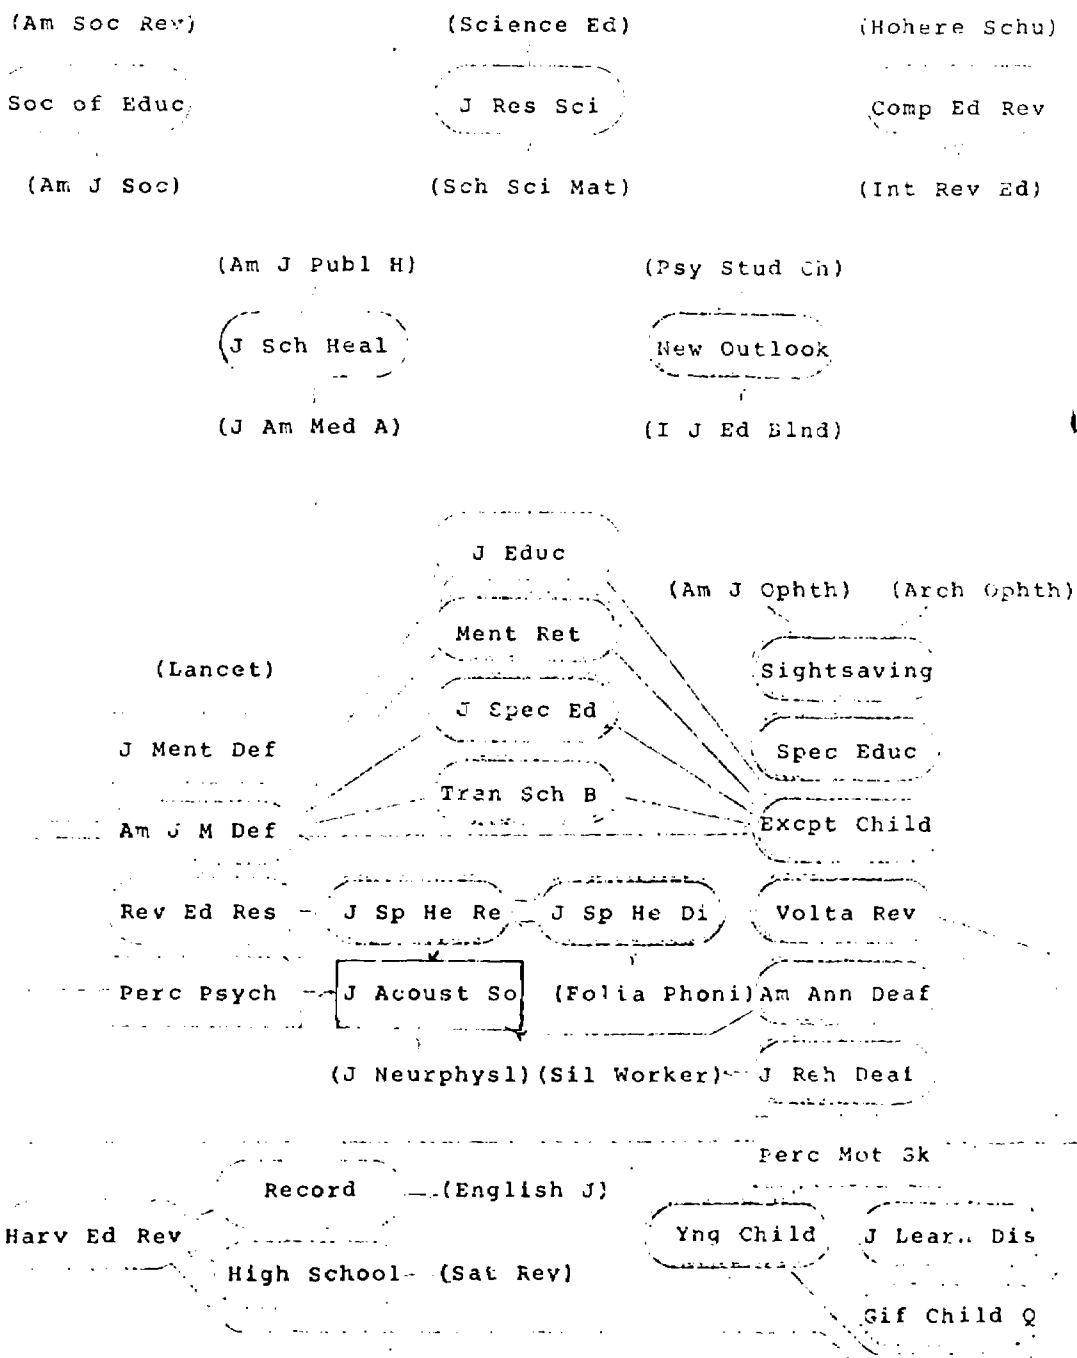 (Am Soc Rev) (Science Ed) (Hohere Schu)
Soc of Educ J Res Sci Comp Ed Rev
(Am J Soc) (Sch Sci Mat) (Int Rev Ed)
(Am J Publ H) (Psy Stud Ch)
J Sch Heal New Outlook
(J Am Med A) (I J Ed Blnd)
J Educ
(Am J Ophth) (Arch Ophth)
Ment Ret
(Lancet) Sightsaving
J Spec Ed
J Ment Def Spec Educ
Tran Sch B
Am J M Def Excpt Child
Rev Ed Res J Sp He Re J Sp He Di Volta Rev
Perc Psych J Acoust So (Folia Phoni) Am Ann Deaf
(J Neurphysl) (Sil Worker) J Reh Deaf
Perc Mot Sk
Record (English J)
Harv Ed Rev Yng Child J Learn Dis
High School (Sat Rev)
Gif Child Q